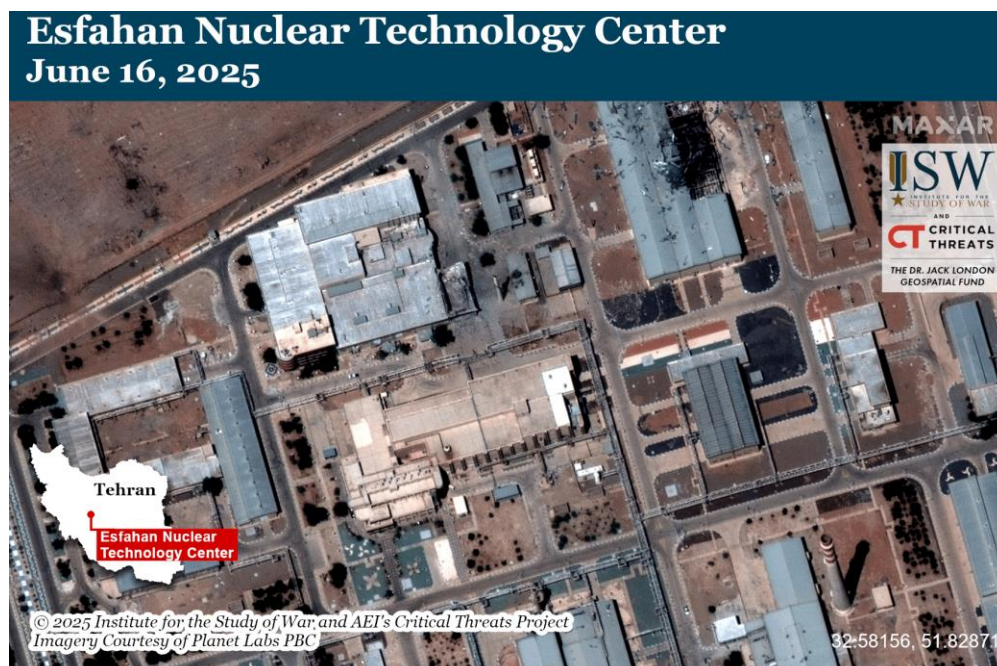 Esfahan Nuclear Technology Center
June 16, 2025
MAXAR
ISW
INSTITUTE FOR THE
STUDY OF WAR
AND
CT CRITICAL
THREATS
THE DR. JACK LONDON
GEOSPATIAL FUND
Tehran
Esfahan Nuclear
Technology Center
© 2025 Institute for the Study of War and AEI's Critical Threats Project
Imagery Courtesy of Planet Labs PBC
32.58156, 51.82871